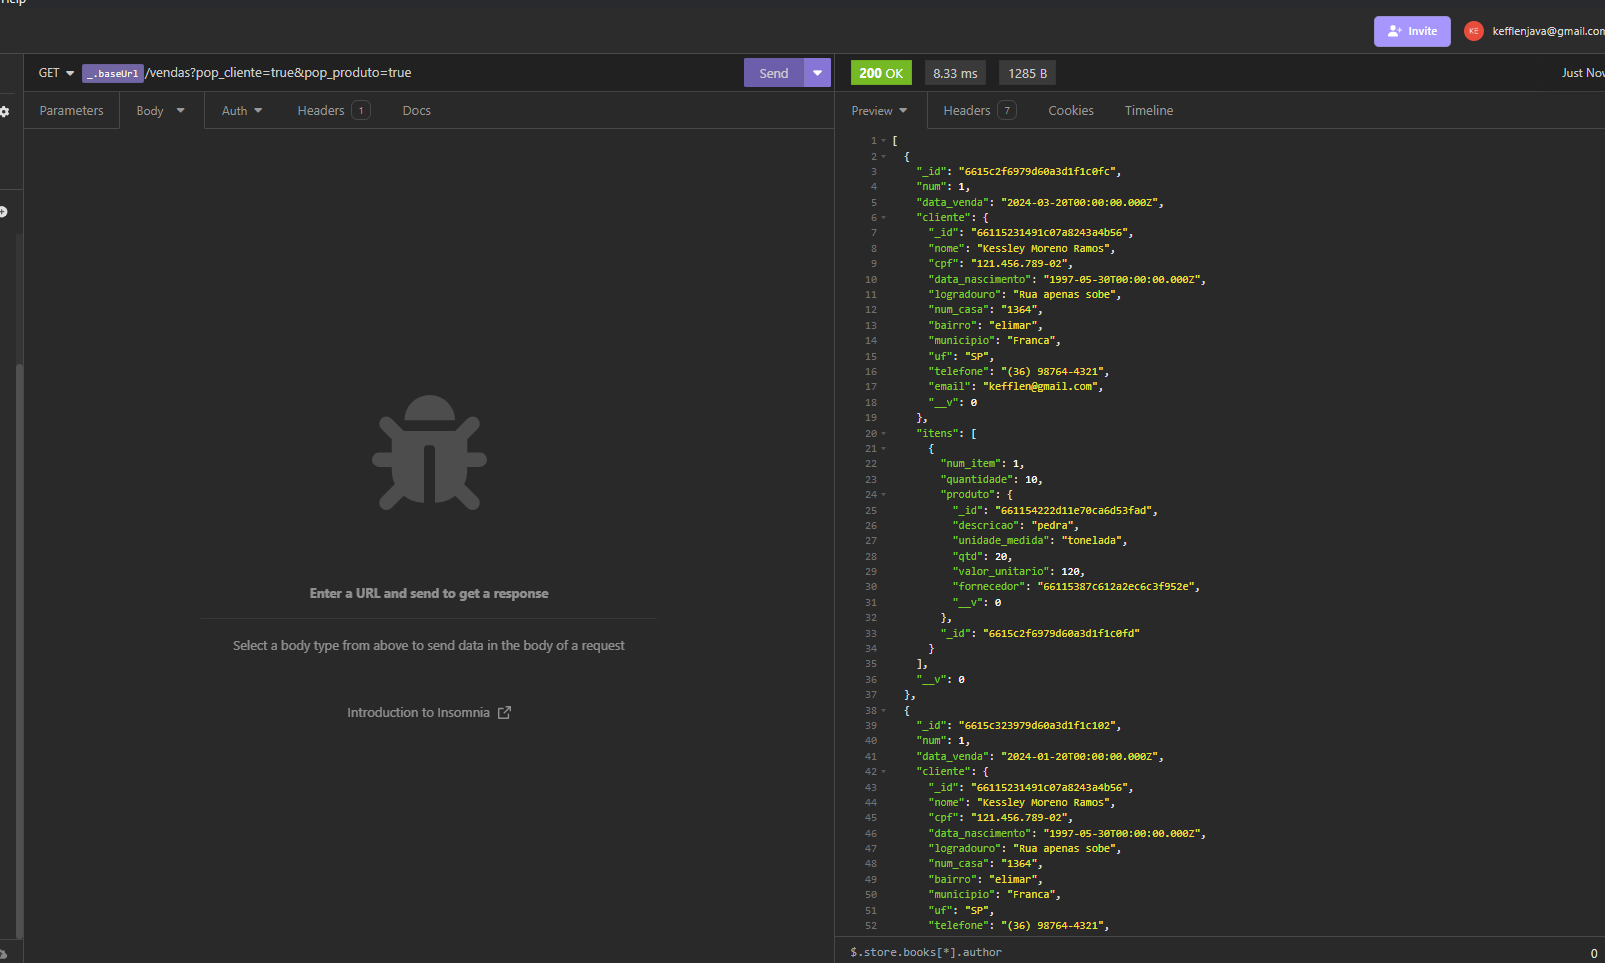 Help
Invite
KE
kefflenjava@gmail.com
GET _.baseUrl /vendas?pop_cliente=true&pop_produto=true
Send
200 OK
8.33 ms
1285 B
Just Now
Parameters
Body
Auth
Headers 1
Docs
Preview
Headers 7
Cookies
Timeline
Enter a URL and send to get a response
Select a body type from above to send data in the body of a request
Introduction to Insomnia
1 [
2 {
3 "_id": "6615c2f6979d60a3d1f1c0fc",
4 "num": 1,
5 "data_venda": "2024-03-20T00:00:00.000Z",
6 "cliente": {
7 "_id": "66115231491c07a8243a4b56",
8 "nome": "Kessley Moreno Ramos",
9 "cpf": "121.456.789-02",
10 "data_nascimento": "1997-05-30T00:00:00.000Z",
11 "logradouro": "Rua apenas sobe",
12 "num_casa": "1364",
13 "bairro": "elimar",
14 "municipio": "Franca",
15 "uf": "SP",
16 "telefone": "(36) 98764-4321",
17 "email": "kefflen@gmail.com",
18 "__v": 0
19 },
20 "itens": [
21 {
22 "num_item": 1,
23 "quantidade": 10,
24 "produto": {
25 "_id": "661154222d11e70ca6d53fad",
26 "descricao": "pedra",
27 "unidade_medida": "tonelada",
28 "qtd": 20,
29 "valor_unitario": 120,
30 "fornecedor": "66115387c612a2ec6c3f952e",
31 "__v": 0
32 },
33 "_id": "6615c2f6979d60a3d1f1c0fd"
34 }
35 ],
36 "__v": 0
37 },
38 {
39 "_id": "6615c323979d60a3d1f1c102",
40 "num": 1,
41 "data_venda": "2024-01-20T00:00:00.000Z",
42 "cliente": {
43 "_id": "66115231491c07a8243a4b56",
44 "nome": "Kessley Moreno Ramos",
45 "cpf": "121.456.789-02",
46 "data_nascimento": "1997-05-30T00:00:00.000Z",
47 "logradouro": "Rua apenas sobe",
48 "num_casa": "1364",
49 "bairro": "elimar",
50 "municipio": "Franca",
51 "uf": "SP",
52 "telefone": "(36) 98764-4321",
$.store.books[*].author
0